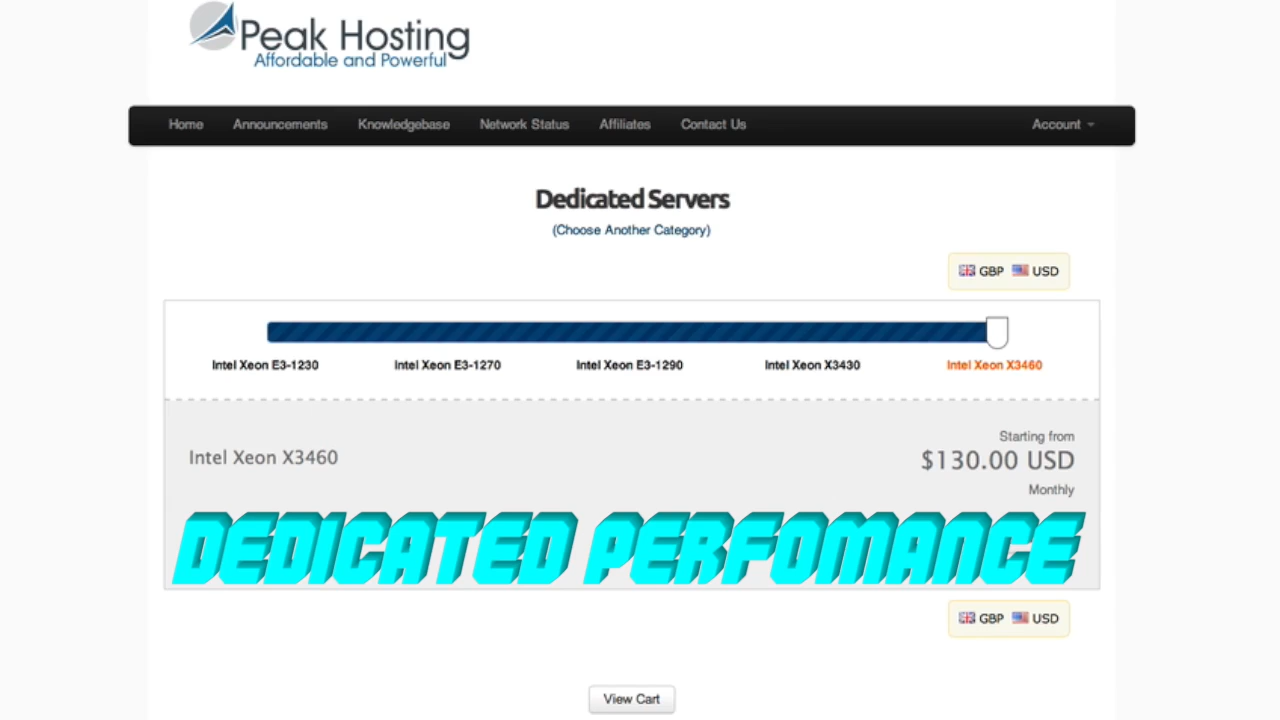 Peak Hosting
Affordable and Powerful
Home Announcements Knowledgebase Network Status Affiliates Contact Us Account
Dedicated Servers
(Choose Another Category)
GBP USD
Intel Xeon E3-1230 Intel Xeon E3-1270 Intel Xeon E3-1290 Intel Xeon X3430 Intel Xeon X3460
Starting from
Intel Xeon X3460 $130.00 USD
Monthly
DEDICATED PERFOMANCE
GBP USD
View Cart